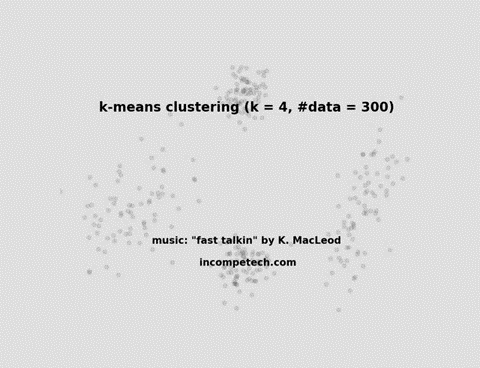 k-means clustering (k = 4, #data = 300)
music: "fast talkin" by K. MacLeod
incompetech.com